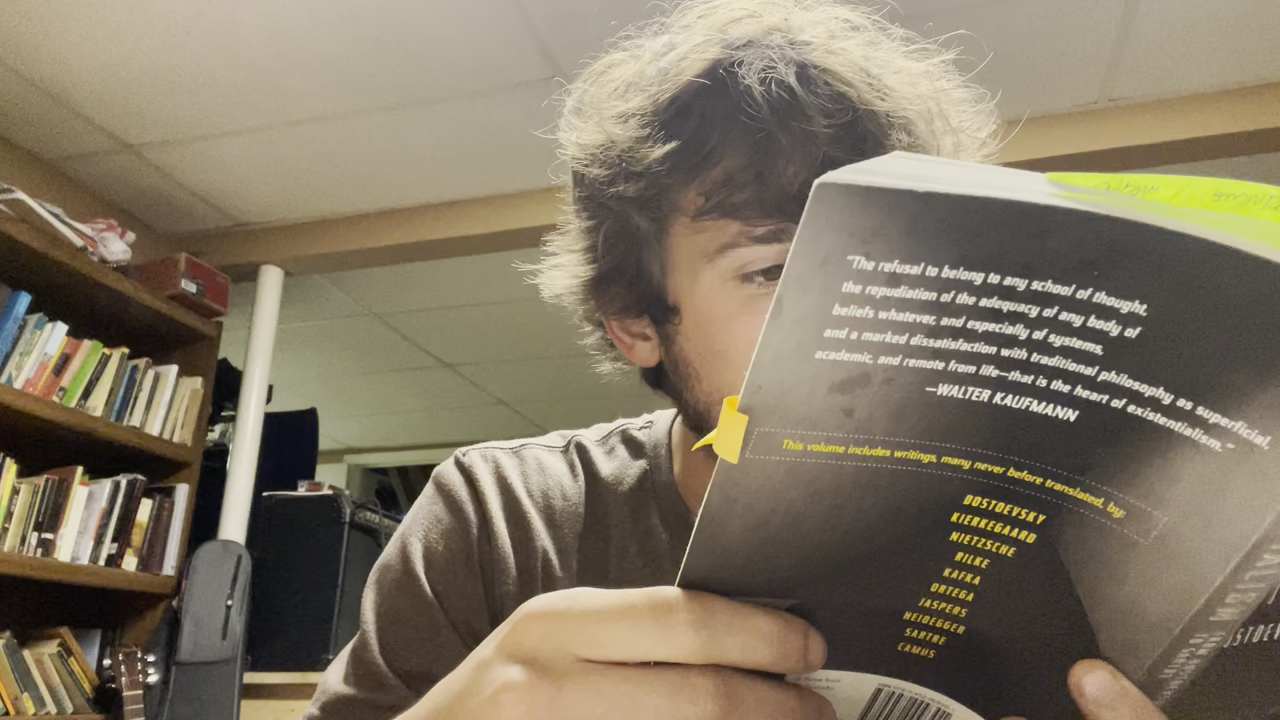 "The refusal to belong to any school of thought,
the repudiation of the adequacy of any body of
beliefs whatever, and especially of systems,
and a marked dissatisfaction with traditional philosophy as superficial,
academic, and remote from life—that is the heart of existentialism."
—WALTER KAUFMANN
This volume includes writings, many never before translated, by:
DOSTOEVSKY
KIERKEGAARD
NIETZSCHE
RILKE
KAFKA
ORTEGA
JASPERS
HEIDEGGER
SARTRE
CAMUS